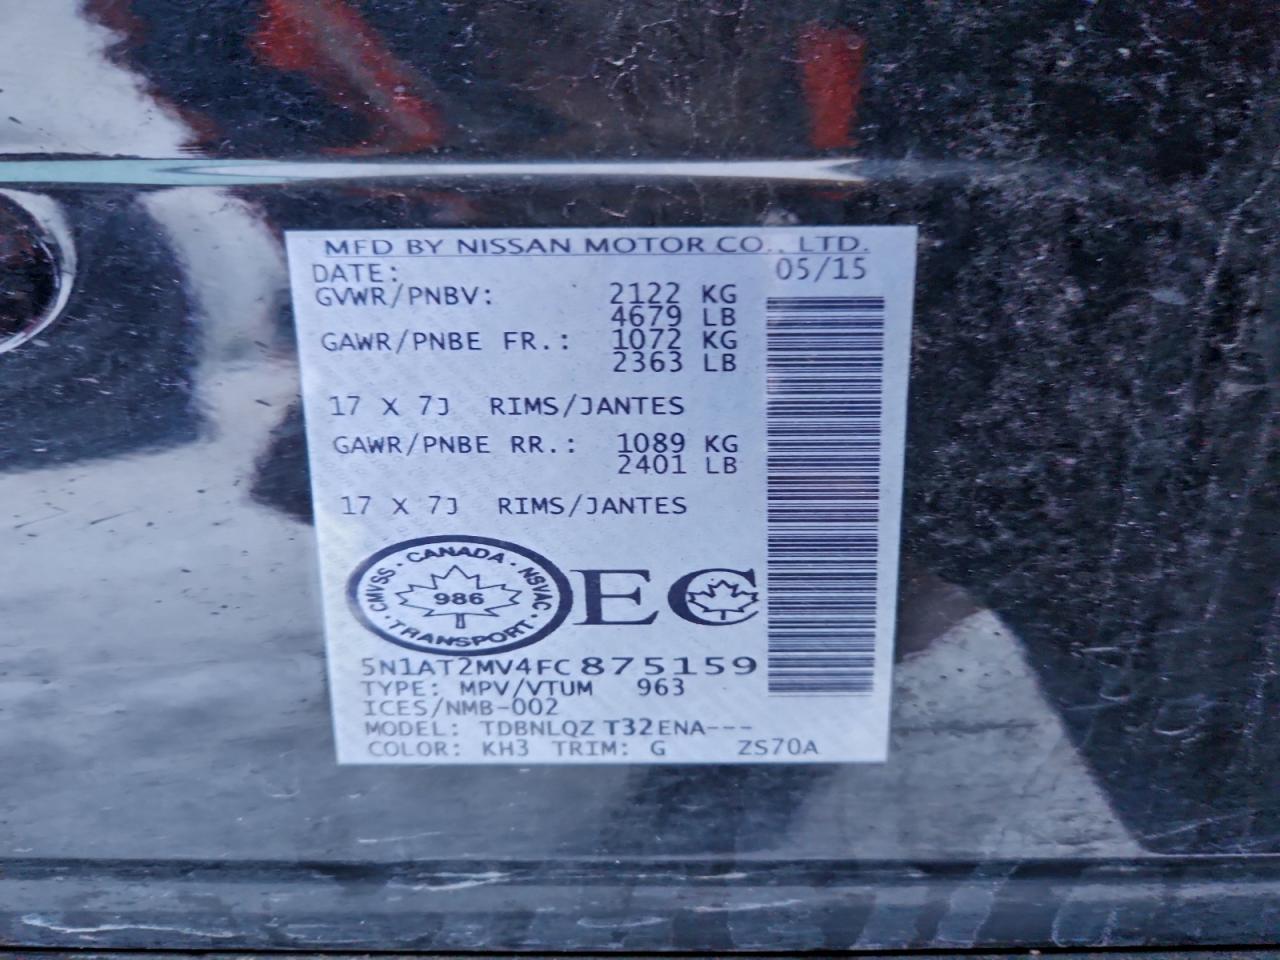 MFD BY NISSAN MOTOR CO., LTD.
DATE: 05/15
GVWR/PNBV: 2122 KG
4679 LB
GAWR/PNBE FR.: 1072 KG
2363 LB
17 X 7J RIMS/JANTES
GAWR/PNBE RR.: 1089 KG
2401 LB
17 X 7J RIMS/JANTES
CMVSS · CANADA · NSVAC · TRANSPORT ·
986
EC
5N1AT2MV4FC875159
TYPE: MPV/VTUM 963
ICES/NMB-002
MODEL: TDBNLQZ T32ENA---
COLOR: KH3 TRIM: G ZS70A